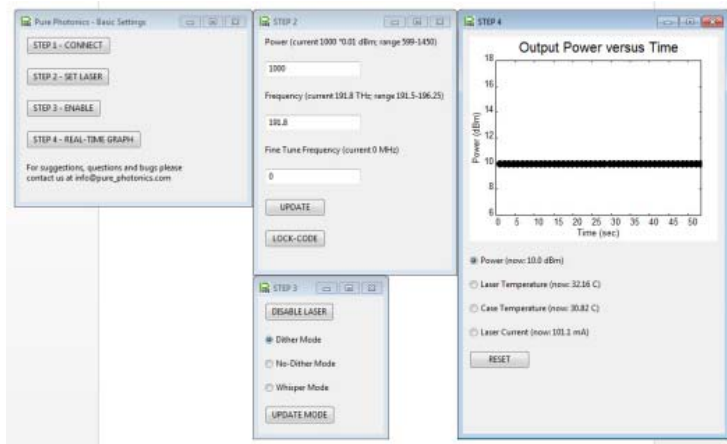 Pure Photonics - Basic Settings
STEP 1 - CONNECT
STEP 2 - SET LASER
STEP 3 - ENABLE
STEP 4 - REAL-TIME GRAPH
For suggestions, questions and bugs please
contact us at info@pure_photonics.com
STEP 2
Power (current 1000 *0.01 dBm; range 599-1450)
1000
Frequency (current 191.8 THz; range 191.5-196.25)
191.8
Fine Tune Frequency (current 0 MHz)
0
UPDATE
LOCK-CODE
STEP 3
DISABLE LASER
Dither Mode
No-Dither Mode
Whisper Mode
UPDATE MODE
STEP 4
Output Power versus Time
Power (dBm)
18
16
14
12
10
8
6
0 5 10 15 20 25 30 35 40 45 50
Time (sec)
Power (now: 10.0 dBm)
Laser Temperature (now: 32.16 C)
Case Temperature (now: 30.82 C)
Laser Current (now: 101.1 mA)
RESET